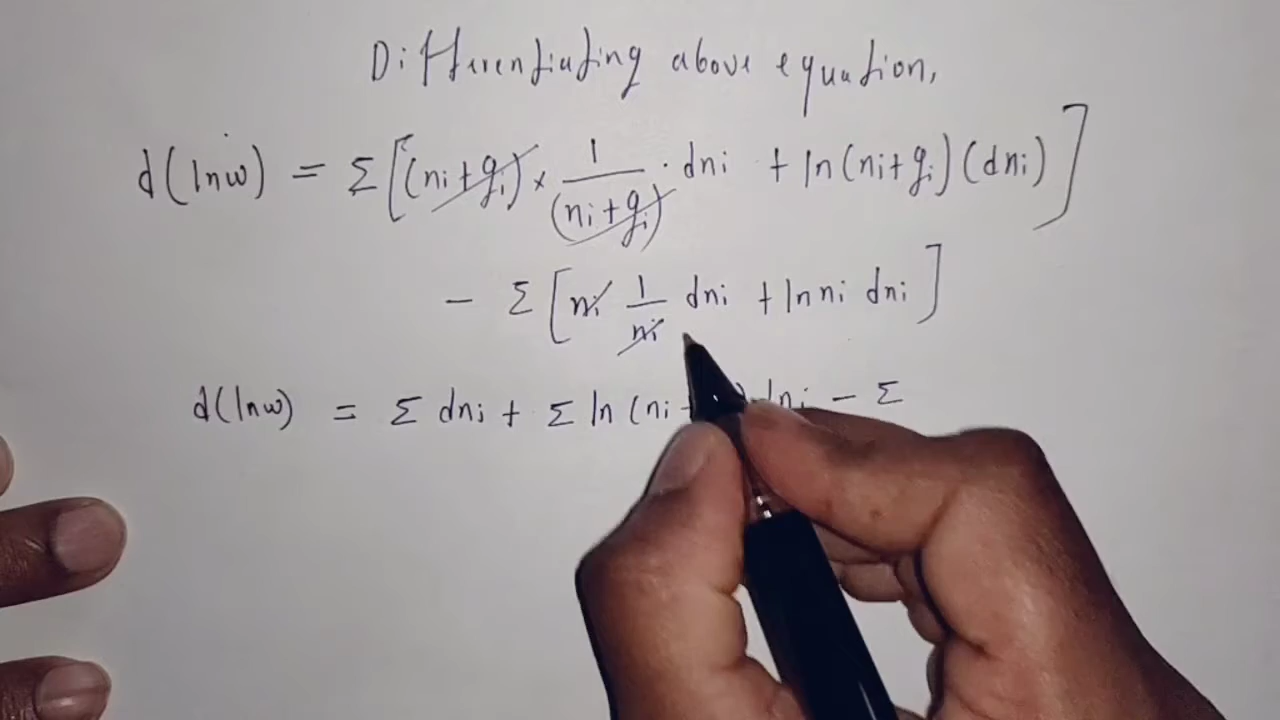 Differentiating above equation,
d(lnw) = Σ[(ni+gi) × 1/(ni+gi) · dni + ln(ni+gi)(dni)]
- Σ[ni 1/ni dni + ln ni dni]
d(lnw) = Σ dni + Σ ln (ni dni - Σ